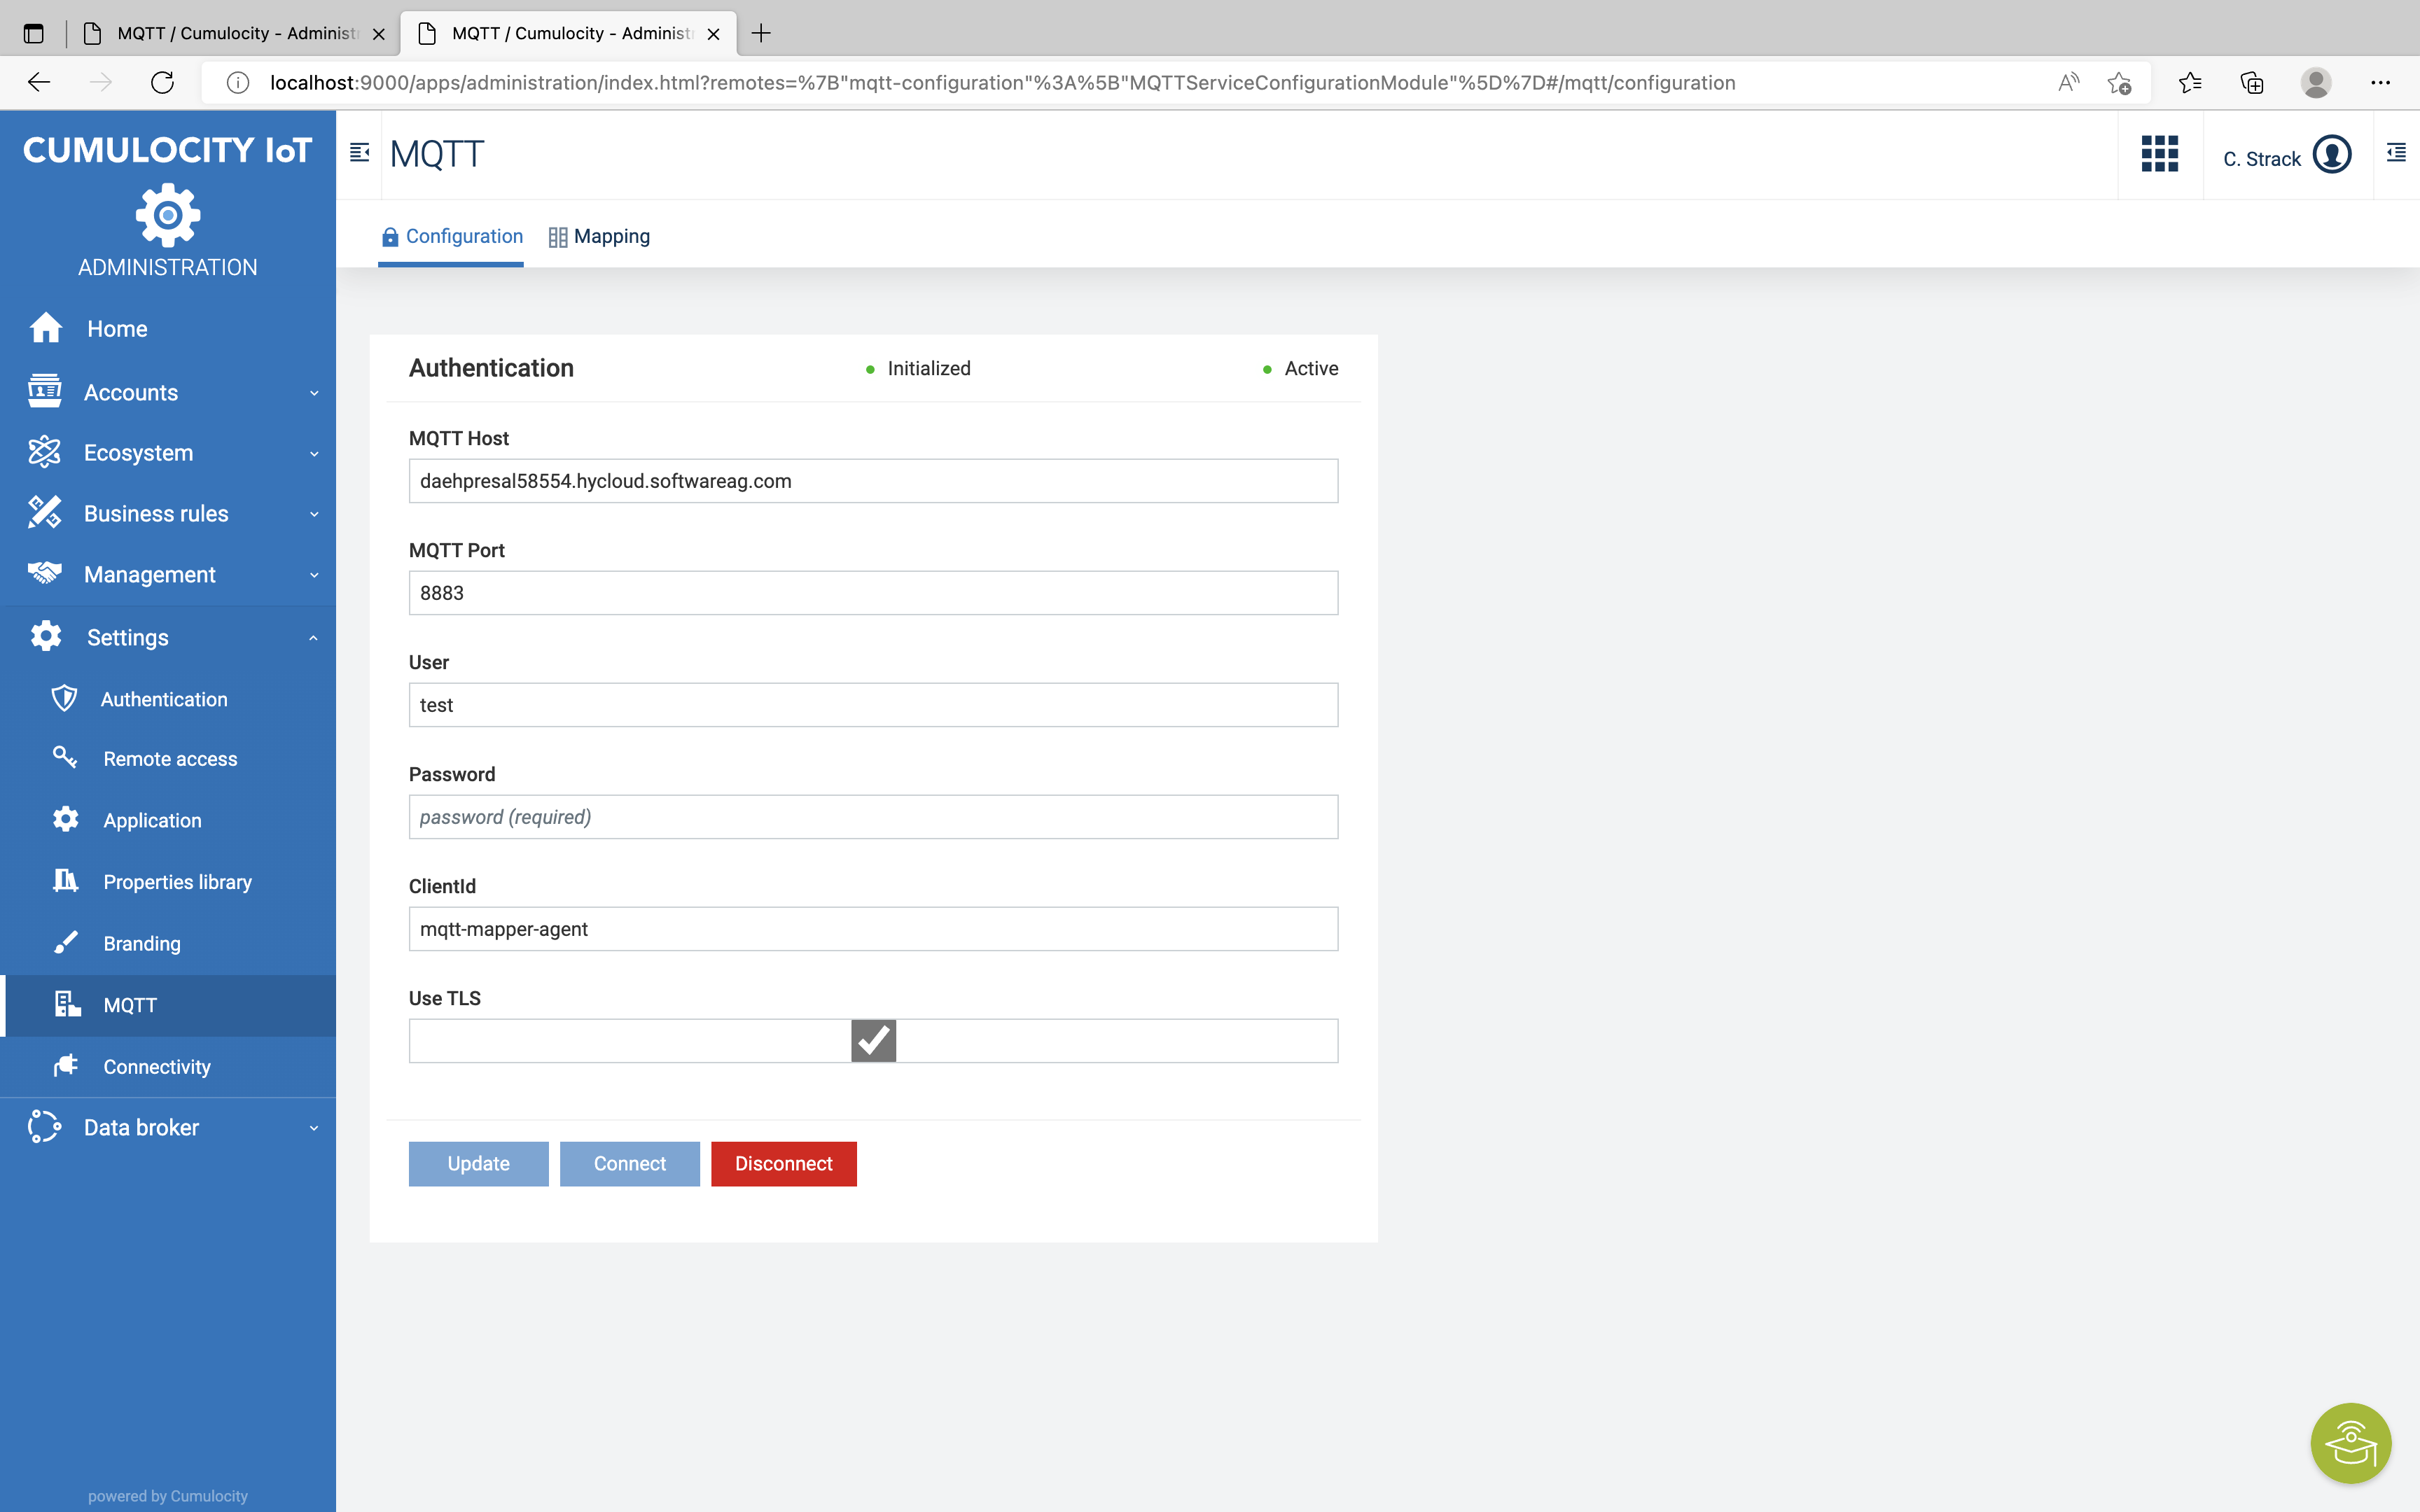 MQTT / Cumulocity - Administ
MQTT / Cumulocity - Administ
localhost:9000/apps/administration/index.html?remotes=%7B"mqtt-configuration"%3A%5B"MQTTServiceConfigurationModule"%5D%7D#/mqtt/configuration
CUMULOCITY IoT
ADMINISTRATION
Home
Accounts
Ecosystem
Business rules
Management
Settings
Authentication
Remote access
Application
Properties library
Branding
MQTT
Connectivity
Data broker
powered by Cumulocity
MQTT
C. Strack
Configuration
Mapping
Authentication
Initialized
Active
MQTT Host
daehpresal58554.hycloud.softwareag.com
MQTT Port
8883
User
test
Password
password (required)
ClientId
mqtt-mapper-agent
Use TLS
Update
Connect
Disconnect